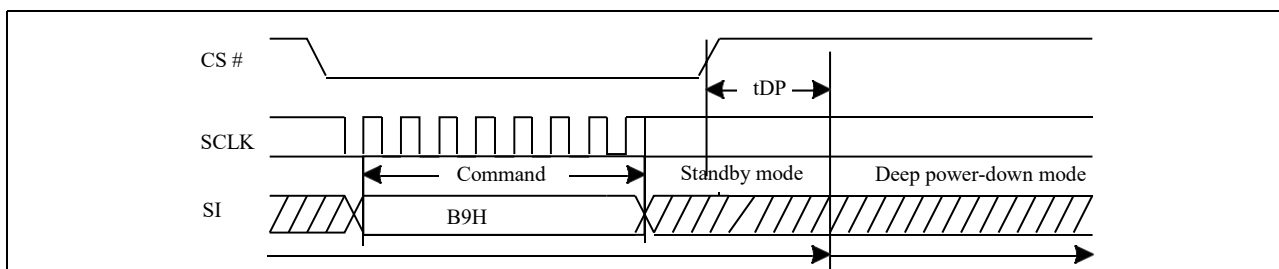 CS #
tDP
SCLK
Command Standby mode Deep power-down mode
SI
B9H